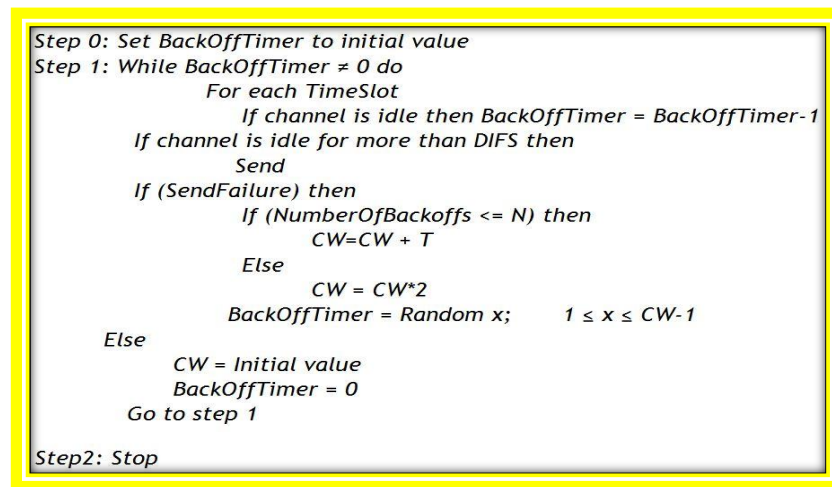 Step 0: Set BackOffTimer to initial value
Step 1: While BackOffTimer ≠ 0 do
For each TimeSlot
If channel is idle then BackOffTimer = BackOffTimer-1
If channel is idle for more than DIFS then
Send
If (SendFailure) then
If (NumberOfBackoffs <= N) then
CW=CW + T
Else
CW = CW*2
BackOffTimer = Random x; 1 ≤ x ≤ CW-1
Else
CW = Initial value
BackOffTimer = 0
Go to step 1
Step2: Stop